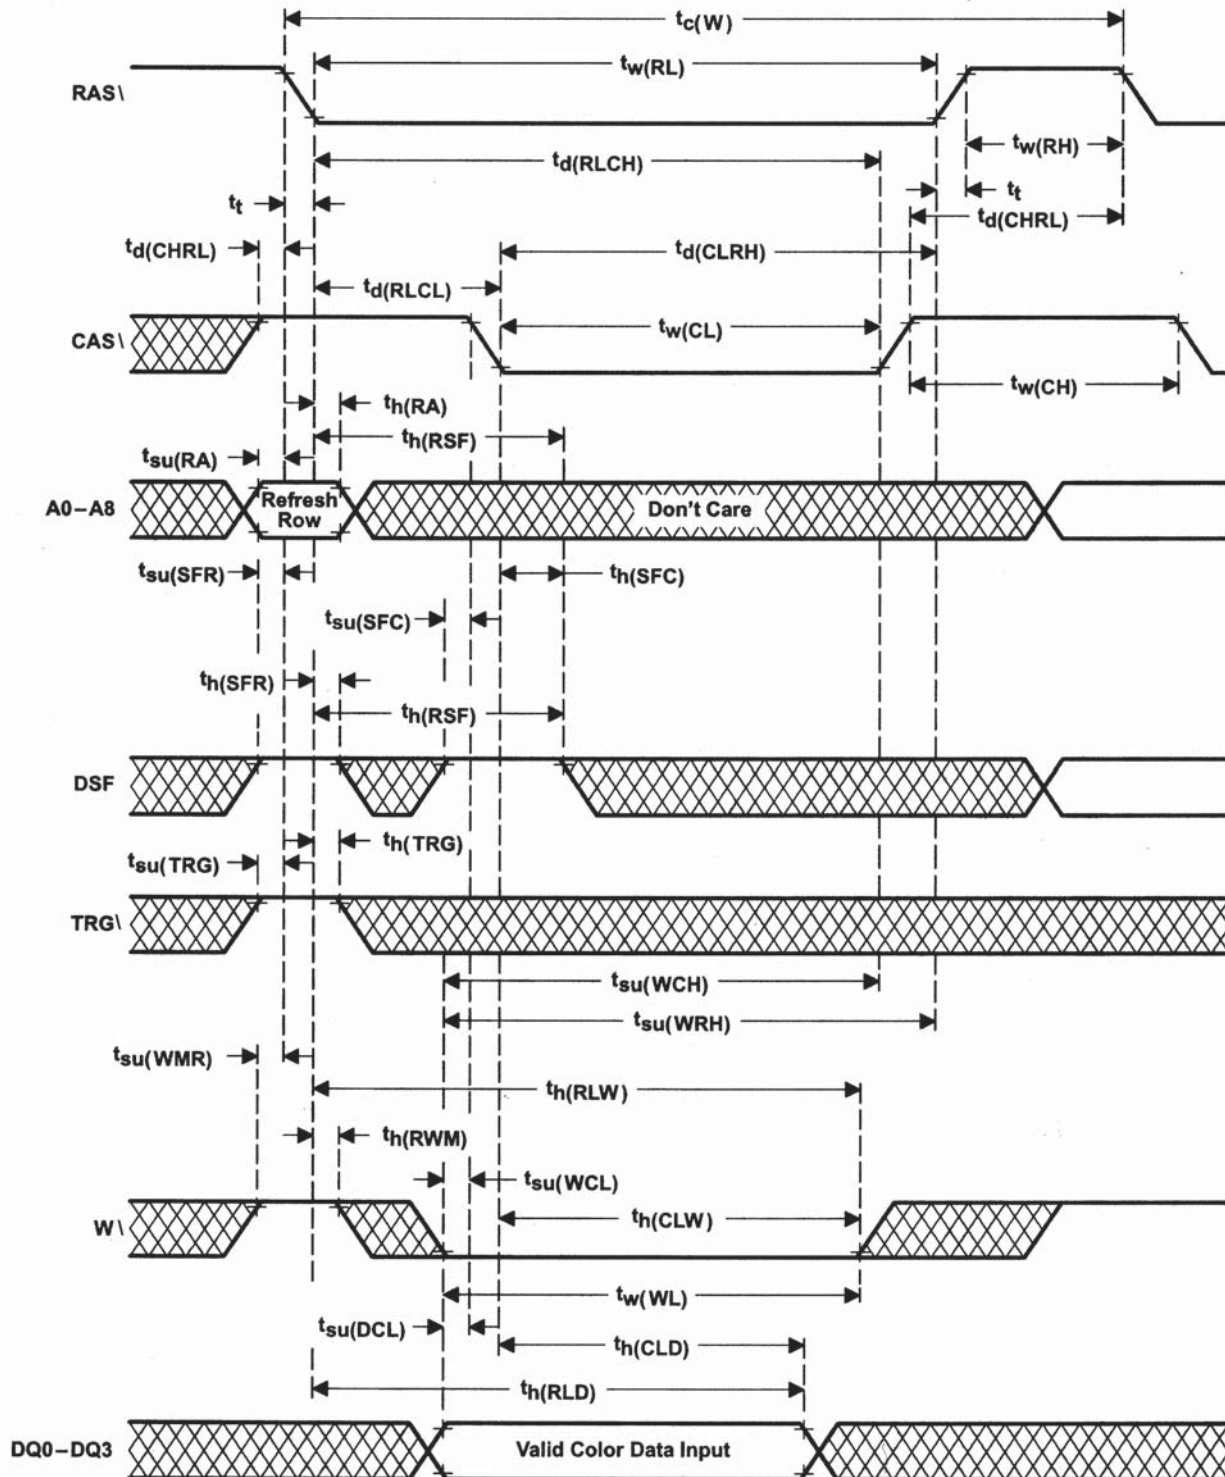 tc(W)
tw(RL)
RAS\
tw(RH)
td(RLCH)
tt
tt
td(CHRL)
td(CHRL)
td(CLRH)
td(RLCL)
tw(CL)
CAS\
tw(CH)
th(RA)
th(RSF)
tsu(RA)
A0–A8
Refresh
Row
Don't Care
tsu(SFR)
th(SFC)
tsu(SFC)
th(SFR)
th(RSF)
DSF
th(TRG)
tsu(TRG)
TRG\
tsu(WCH)
tsu(WRH)
tsu(WMR)
th(RLW)
th(RWM)
tsu(WCL)
th(CLW)
W\
tw(WL)
tsu(DCL)
th(CLD)
th(RLD)
DQ0–DQ3
Valid Color Data Input